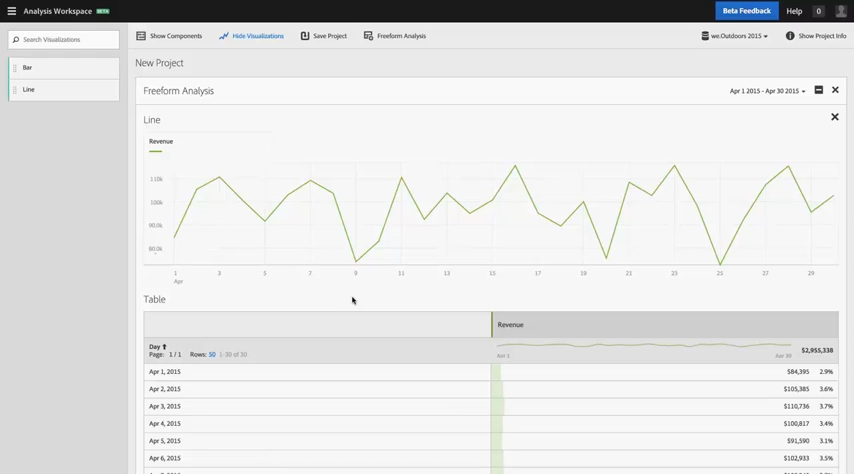 Analysis Workspace BETA
Beta Feedback Help 0
Search Visualizations
Bar
Line
Show Components Hide Visualizations Save Project Freeform Analysis we.Outdoors 2015 Show Project Info
New Project
Freeform Analysis Apr 1 2015 - Apr 30 2015
Line
Revenue
110k
100k
90.0k
80.0k
1 3 5 7 9 11 13 15 17 19 21 23 25 27 29
Apr
Table
Revenue
Day
Page: 1 / 1 Rows: 50 1-30 of 30
Apr 1 Apr 30
$2,955,338
Apr 1, 2015 $84,395 2.9%
Apr 2, 2015 $105,385 3.6%
Apr 3, 2015 $110,736 3.7%
Apr 4, 2015 $100,817 3.4%
Apr 5, 2015 $91,590 3.1%
Apr 6, 2015 $102,933 3.5%